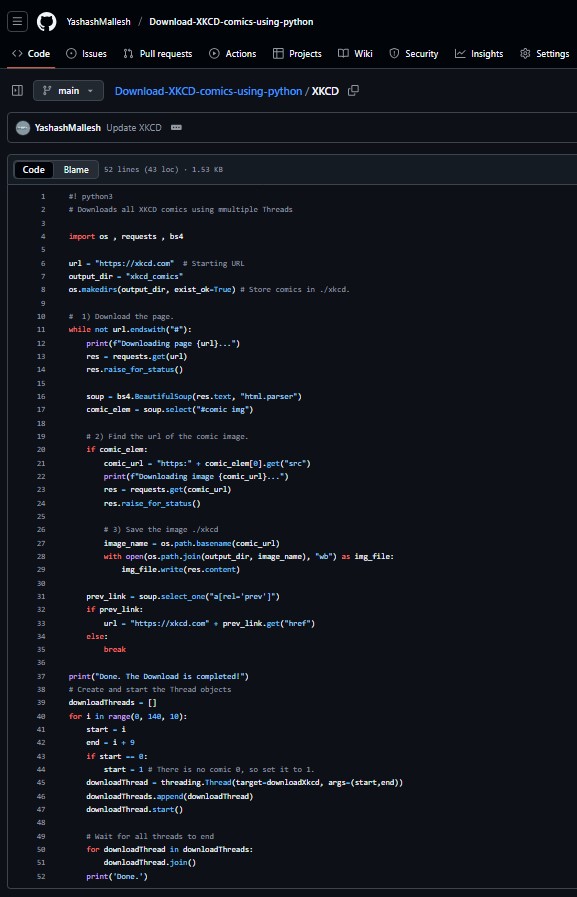 YashashMallesh / Download-XKCD-comics-using-python
Code Issues Pull requests Actions Projects Wiki Security Insights Settings
main Download-XKCD-comics-using-python / XKCD
YashashMallesh Update XKCD
Code Blame 52 lines (43 loc) · 1.53 KB
1 #! python3
2 # Downloads all XKCD comics using mmultiple Threads
3
4 import os , requests , bs4
5
6 url = "https://xkcd.com" # Starting URL
7 output_dir = "xkcd_comics"
8 os.makedirs(output_dir, exist_ok=True) # Store comics in ./xkcd.
9
10 # 1) Download the page.
11 while not url.endswith("#"):
12 print(f"Downloading page {url}...")
13 res = requests.get(url)
14 res.raise_for_status()
15
16 soup = bs4.BeautifulSoup(res.text, "html.parser")
17 comic_elem = soup.select("#comic img")
18
19 # 2) Find the url of the comic image.
20 if comic_elem:
21 comic_url = "https:" + comic_elem[0].get("src")
22 print(f"Downloading image {comic_url}...")
23 res = requests.get(comic_url)
24 res.raise_for_status()
25
26 # 3) Save the image ./xkcd
27 image_name = os.path.basename(comic_url)
28 with open(os.path.join(output_dir, image_name), "wb") as img_file:
29 img_file.write(res.content)
30
31 prev_link = soup.select_one("a[rel='prev']")
32 if prev_link:
33 url = "https://xkcd.com" + prev_link.get("href")
34 else:
35 break
36
37 print("Done. The Download is completed!")
38 # Create and start the Thread objects
39 downloadThreads = []
40 for i in range(0, 140, 10):
41 start = i
42 end = i + 9
43 if start == 0:
44 start = 1 # There is no comic 0, so set it to 1.
45 downloadThread = threading.Thread(target=downloadXkcd, args=(start,end))
46 downloadThreads.append(downloadThread)
47 downloadThread.start()
48
49 # Wait for all threads to end
50 for downloadThread in downloadThreads:
51 downloadThread.join()
52 print('Done.')